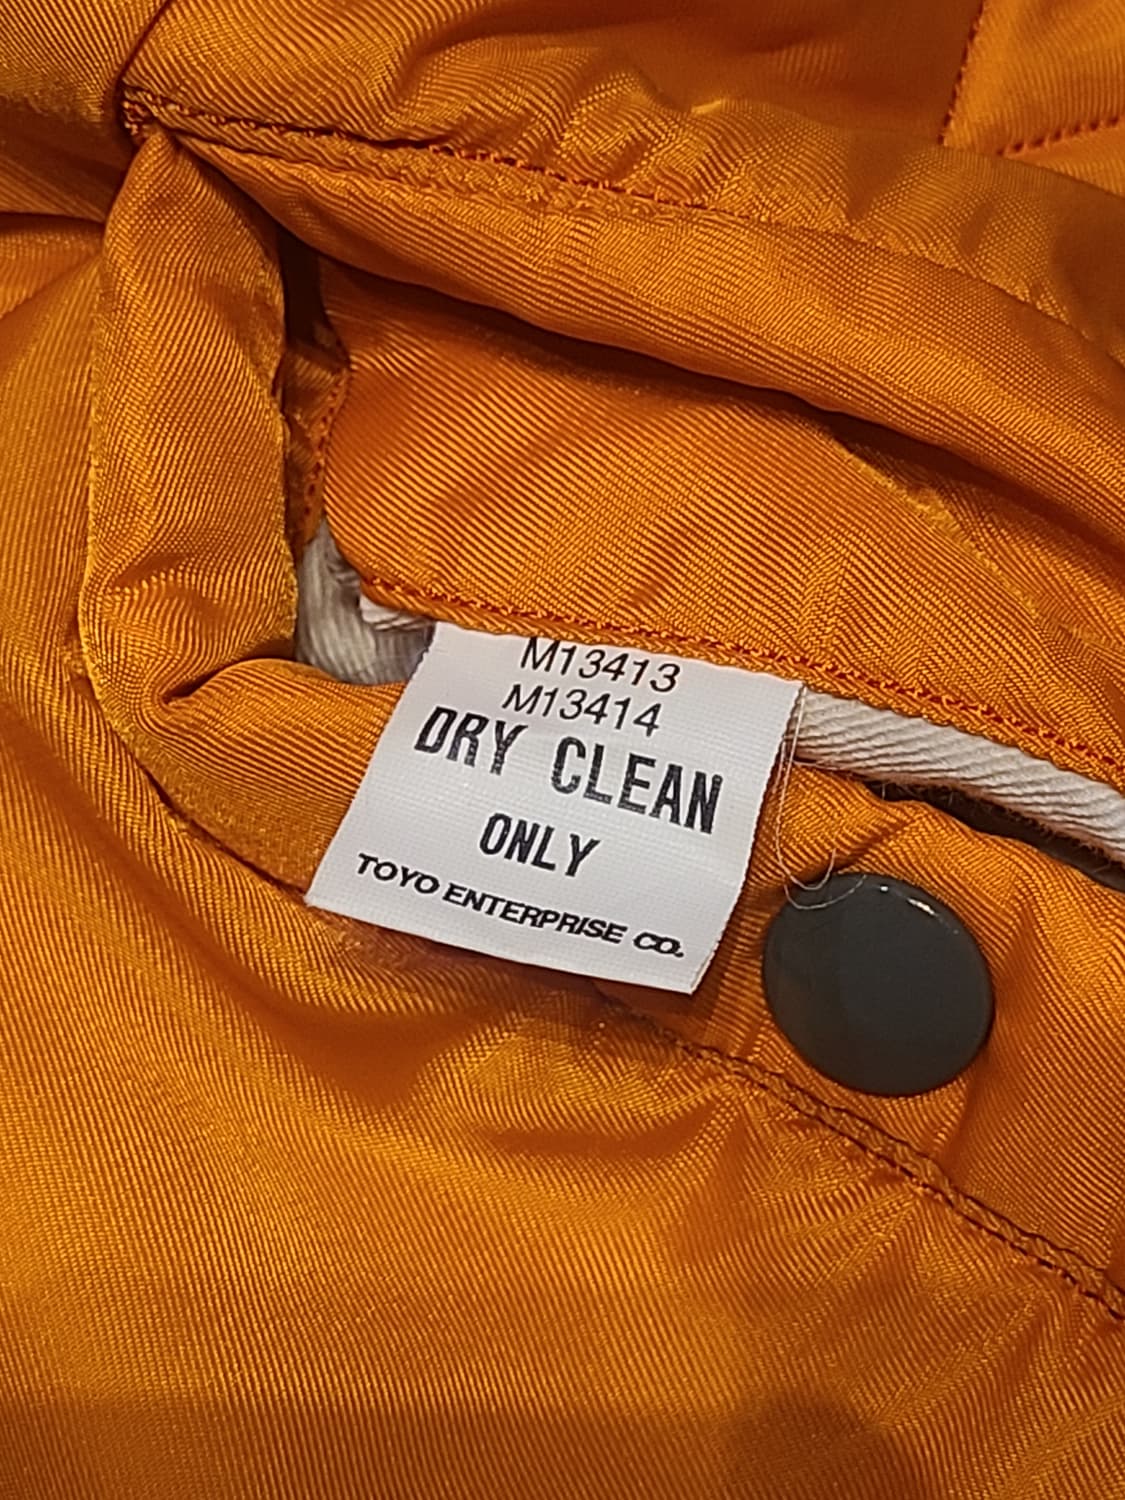 M13413
M13414
DRY CLEAN
ONLY
TOYO ENTERPRISE CO.